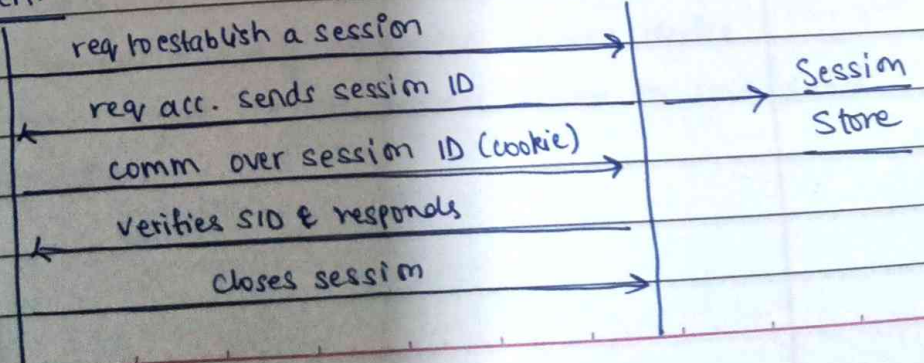 req to establish a session
req acc. sends session ID
Session
Store
comm over session ID (cookie)
verifies SID & responds
closes session